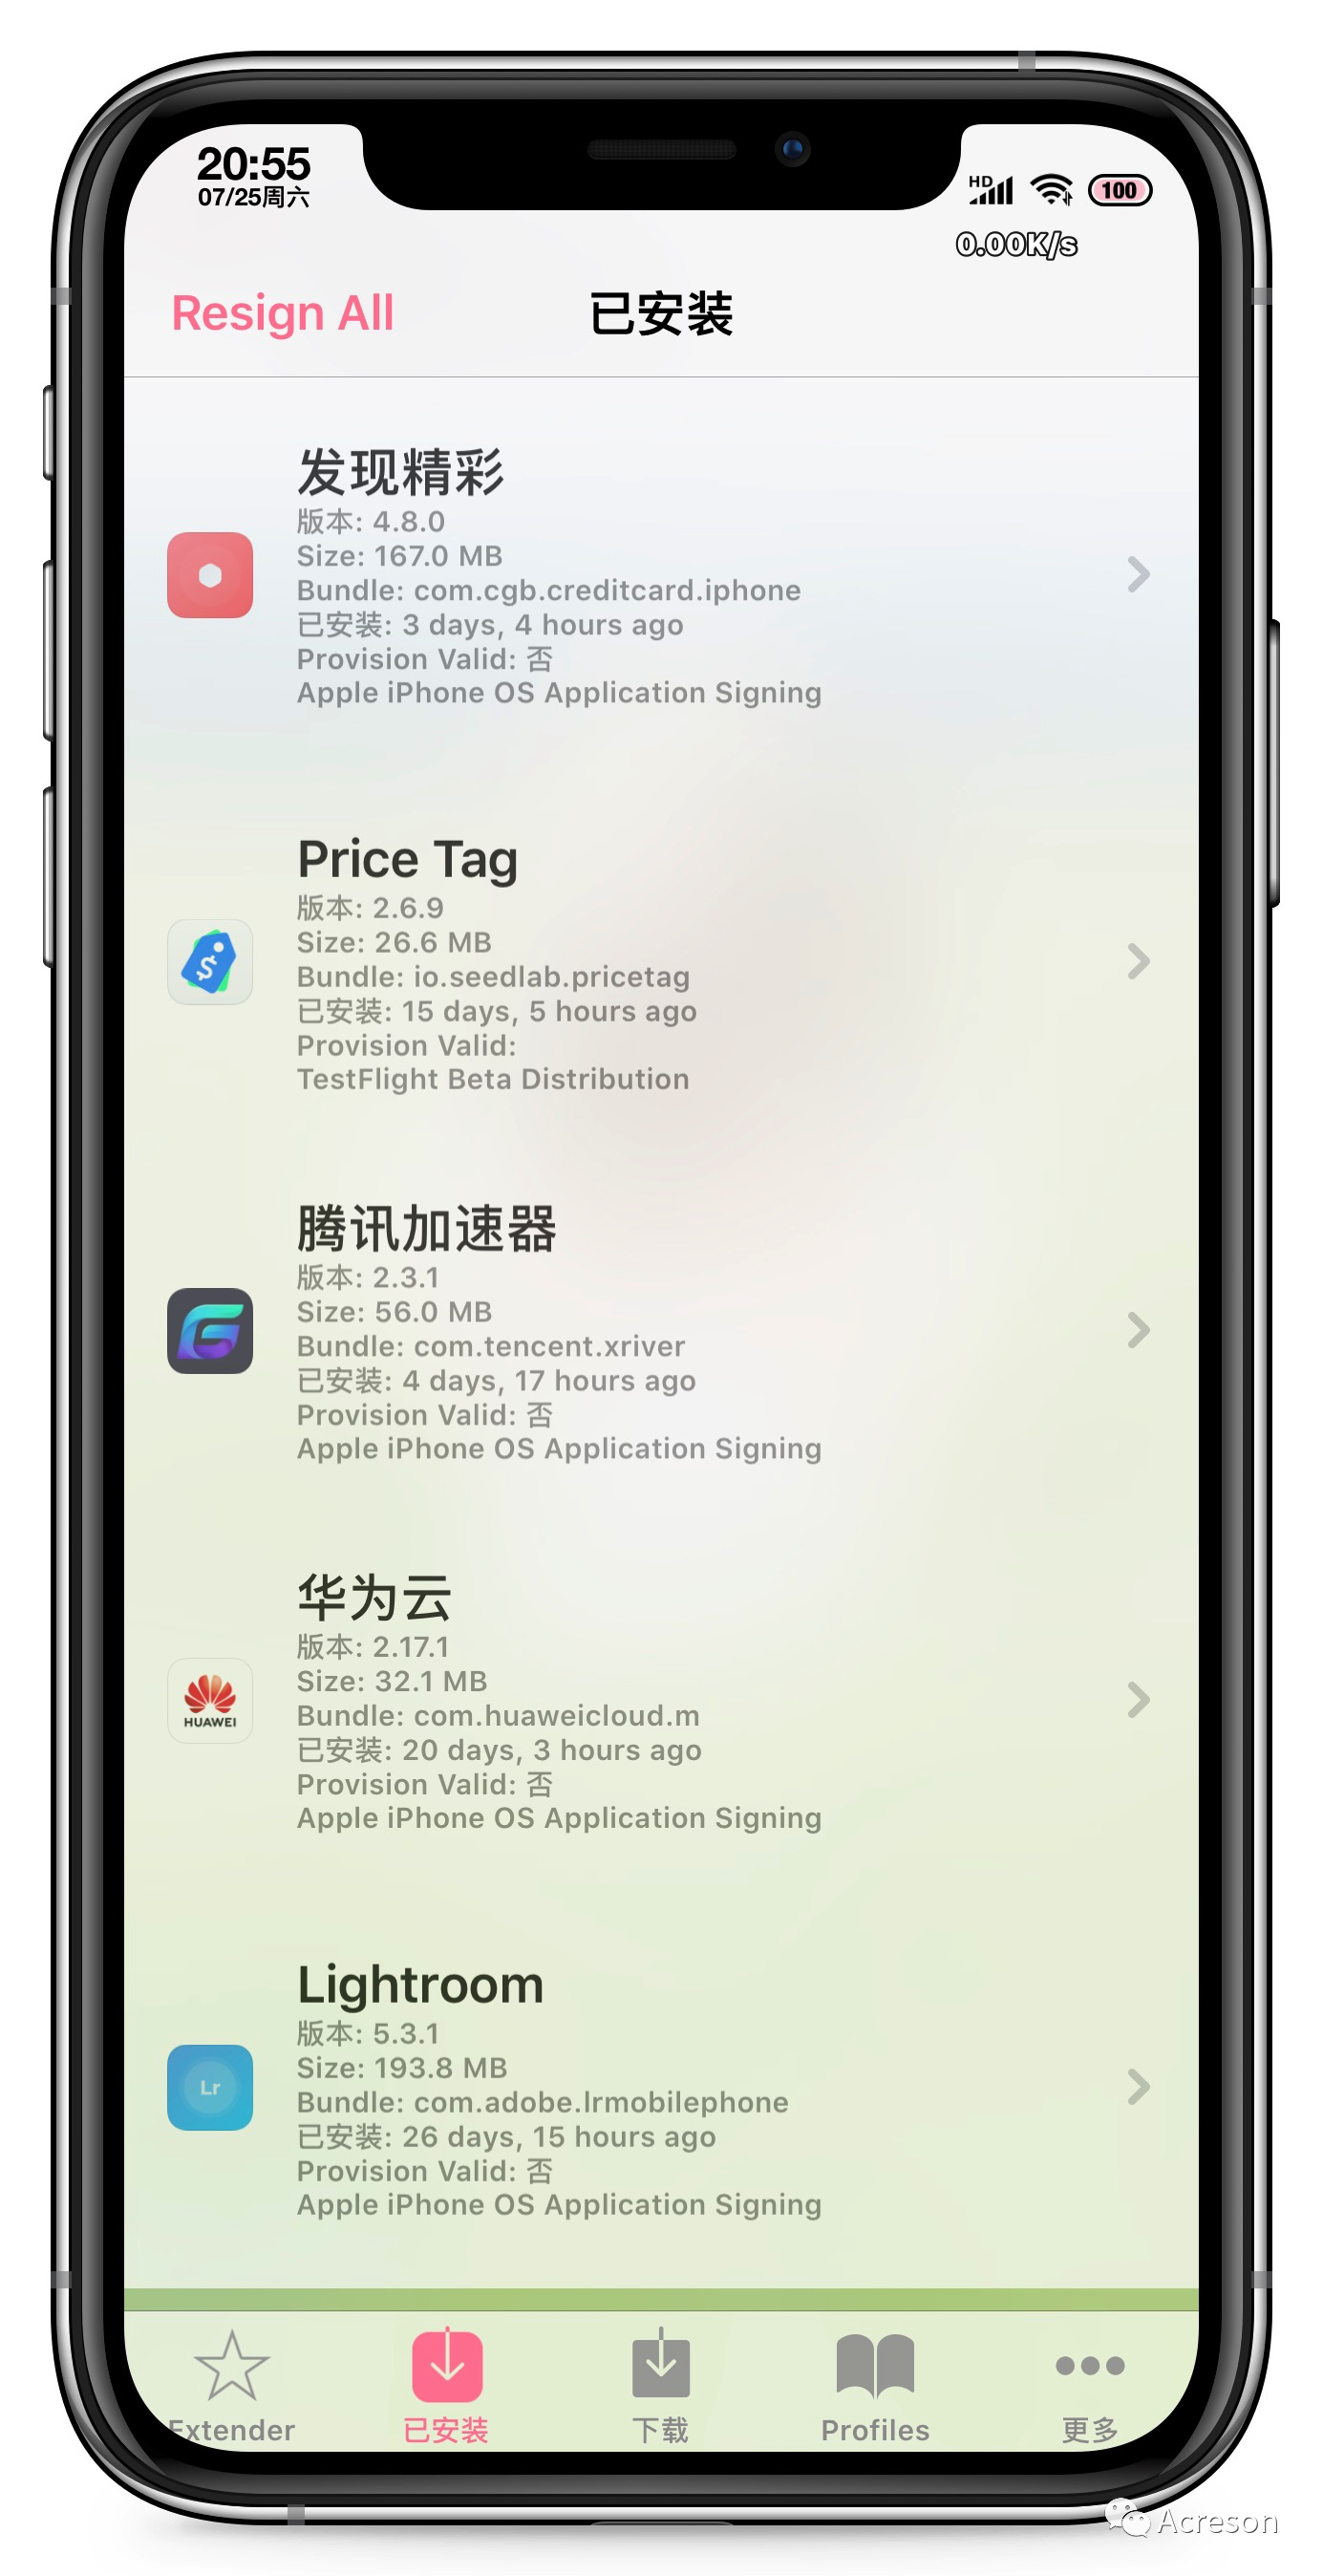 20:55
07/25周六
HD
100
0.00K/s
Resign All
已安装
发现精彩
版本: 4.8.0
Size: 167.0 MB
Bundle: com.cgb.creditcard.iphone
已安装: 3 days, 4 hours ago
Provision Valid: 否
Apple iPhone OS Application Signing
Price Tag
版本: 2.6.9
Size: 26.6 MB
Bundle: io.seedlab.pricetag
已安装: 15 days, 5 hours ago
Provision Valid:
TestFlight Beta Distribution
腾讯加速器
版本: 2.3.1
Size: 56.0 MB
Bundle: com.tencent.xriver
已安装: 4 days, 17 hours ago
Provision Valid: 否
Apple iPhone OS Application Signing
华为云
版本: 2.17.1
Size: 32.1 MB
HUAWEI
Bundle: com.huaweicloud.m
已安装: 20 days, 3 hours ago
Provision Valid: 否
Apple iPhone OS Application Signing
Lightroom
版本: 5.3.1
Size: 193.8 MB
Lr
Bundle: com.adobe.lrmobilephone
已安装: 26 days, 15 hours ago
Provision Valid: 否
Apple iPhone OS Application Signing
Extender
已安装
下载
Profiles
更多
Acreson